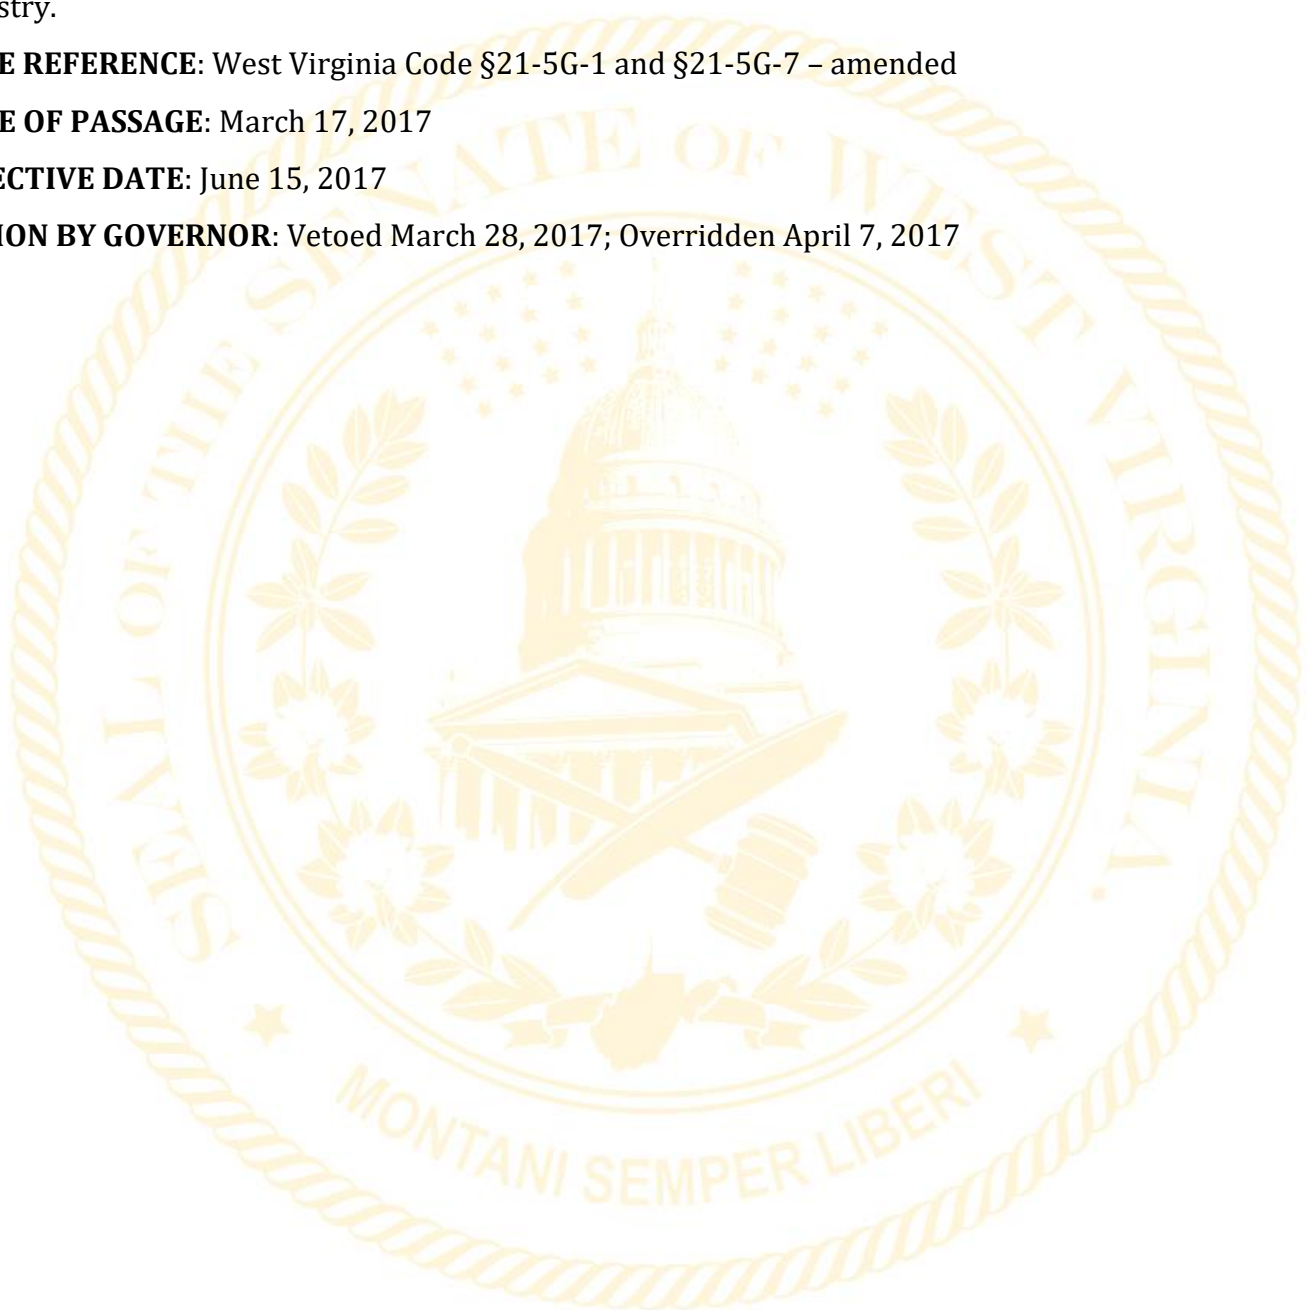 stry.
E REFERENCE: West Virginia Code §21-5G-1 and §21-5G-7 – amended
E OF PASSAGE: March 17, 2017
ECTIVE DATE: June 15, 2017
ION BY GOVERNOR: Vetoed March 28, 2017; Overridden April 7, 2017
SEAL OF THE SENATE OF WEST VIRGINIA.
MONTANI SEMPER LIBERI